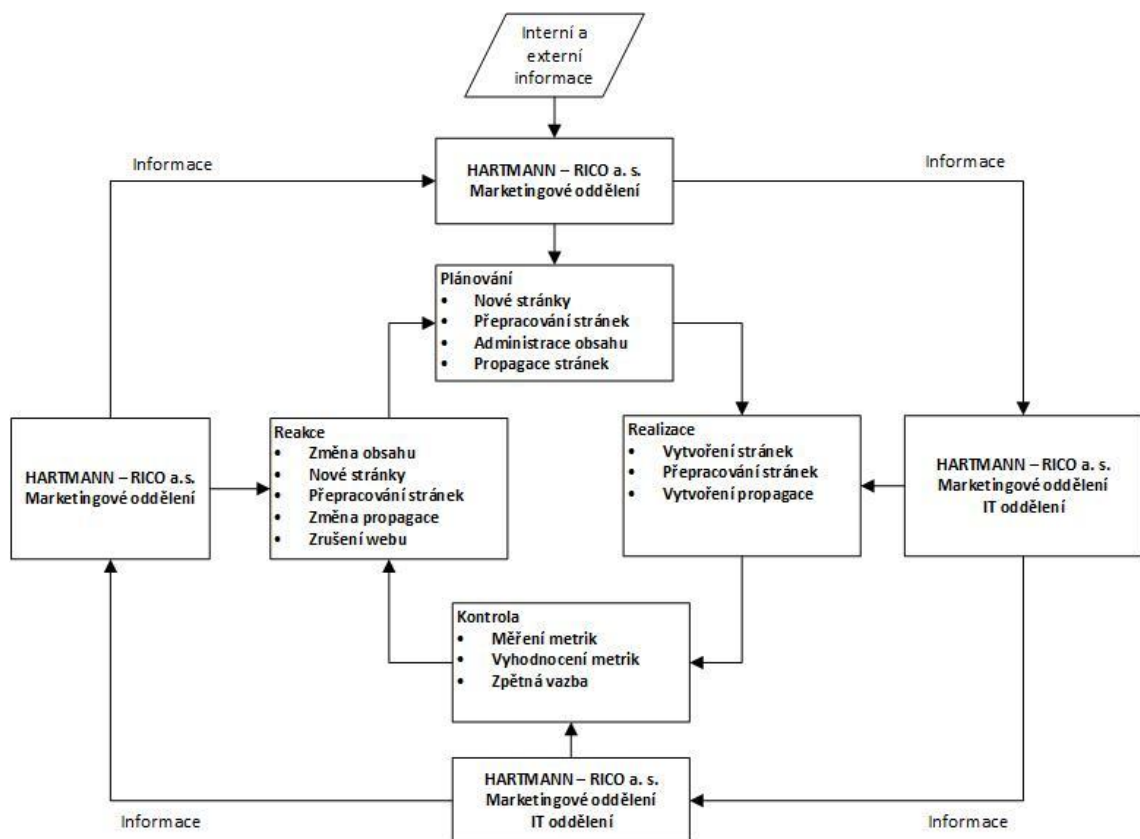 Interní a
externí
informace
Informace
HARTMANN – RICO a. s.
Marketingové oddělení
Informace
Plánování
• Nové stránky
• Přepracování stránek
• Administrace obsahu
• Propagace stránek
HARTMANN – RICO a.s.
Marketingové oddělení
Reakce
• Změna obsahu
• Nové stránky
• Přepracování stránek
• Změna propagace
• Zrušení webu
Realizace
• Vytvoření stránek
• Přepracování stránek
• Vytvoření propagace
HARTMANN – RICO a. s.
Marketingové oddělení
IT oddělení
Kontrola
• Měření metrik
• Vyhodnocení metrik
• Zpětná vazba
HARTMANN – RICO a. s.
Marketingové oddělení
IT oddělení
Informace
Informace